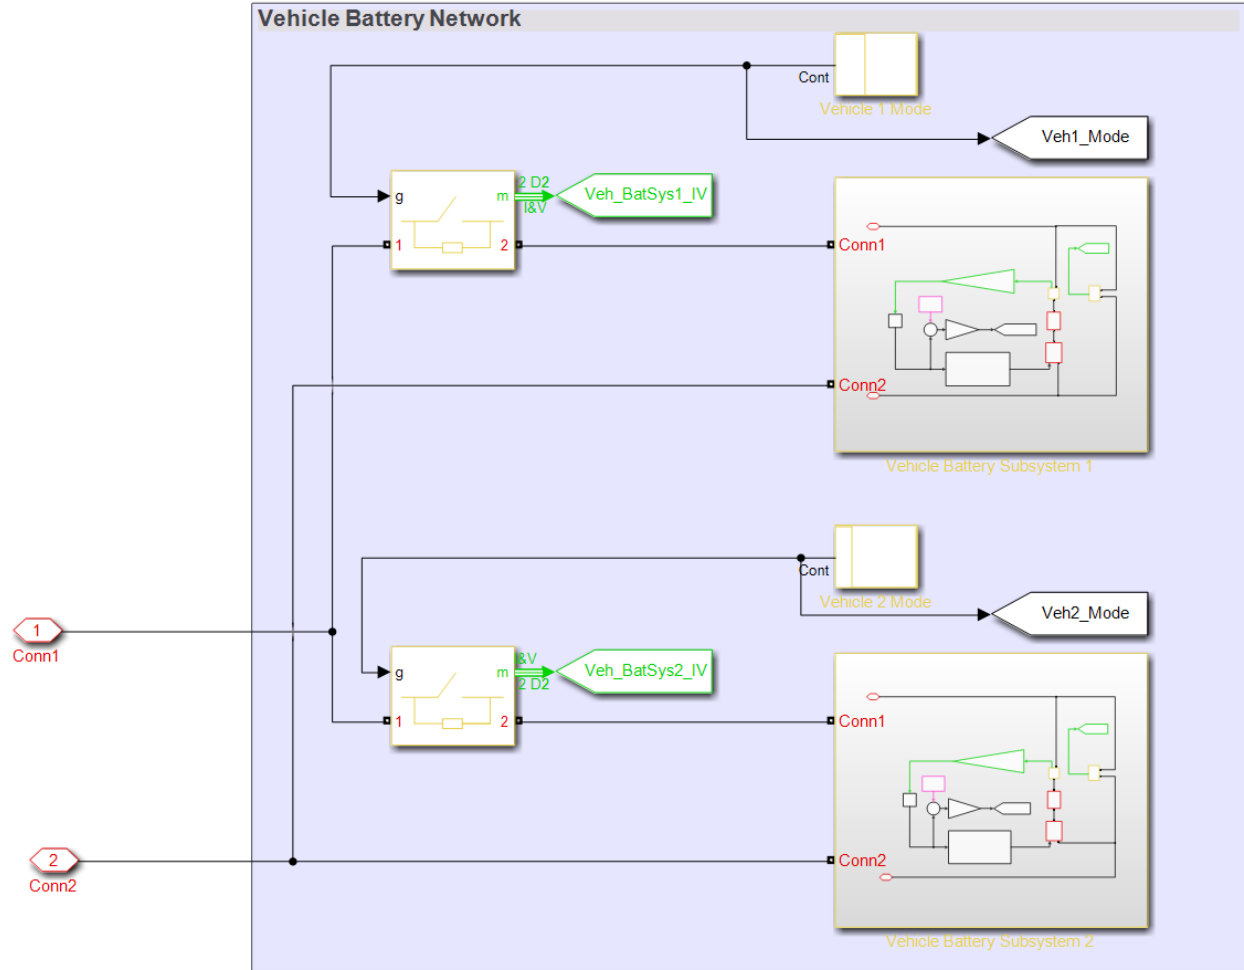 Vehicle Battery Network
Cont
Vehicle 1 Mode
Veh1_Mode
g
m
2 D2
I&V
Veh_BatSys1_IV
1
2
Conn1
Conn2
Vehicle Battery Subsystem 1
Cont
Vehicle 2 Mode
Veh2_Mode
1
Conn1
g
m
&V
2 D2
Veh_BatSys2_IV
1
2
Conn1
2
Conn2
Conn2
Vehicle Battery Subsystem 2